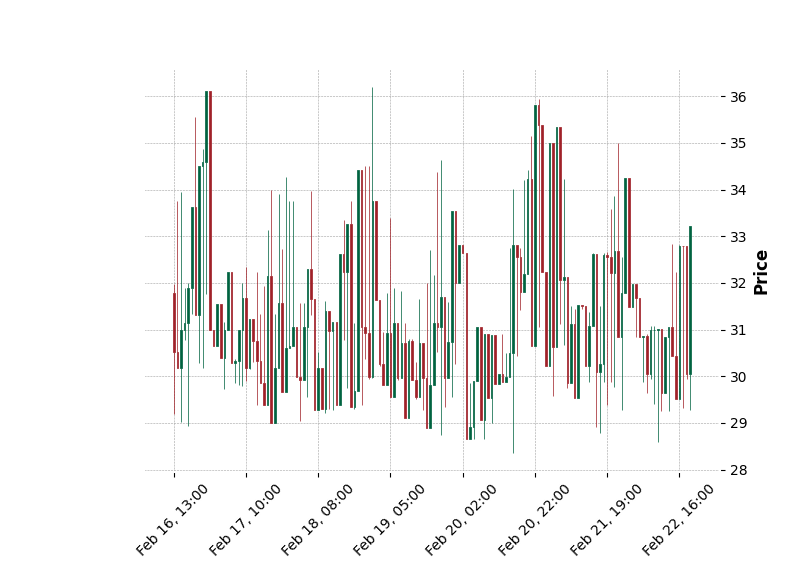 36
35
34
33
32
31
30
29
28
Price
Feb 16, 13:00
Feb 17, 10:00
Feb 18, 08:00
Feb 19, 05:00
Feb 20, 02:00
Feb 20, 22:00
Feb 21, 19:00
Feb 22, 16:00